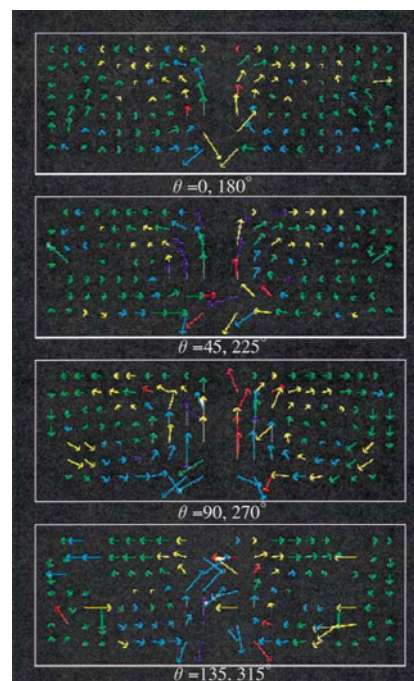 θ =0, 180°
θ =45, 225°
θ =90, 270°
θ =135, 315°